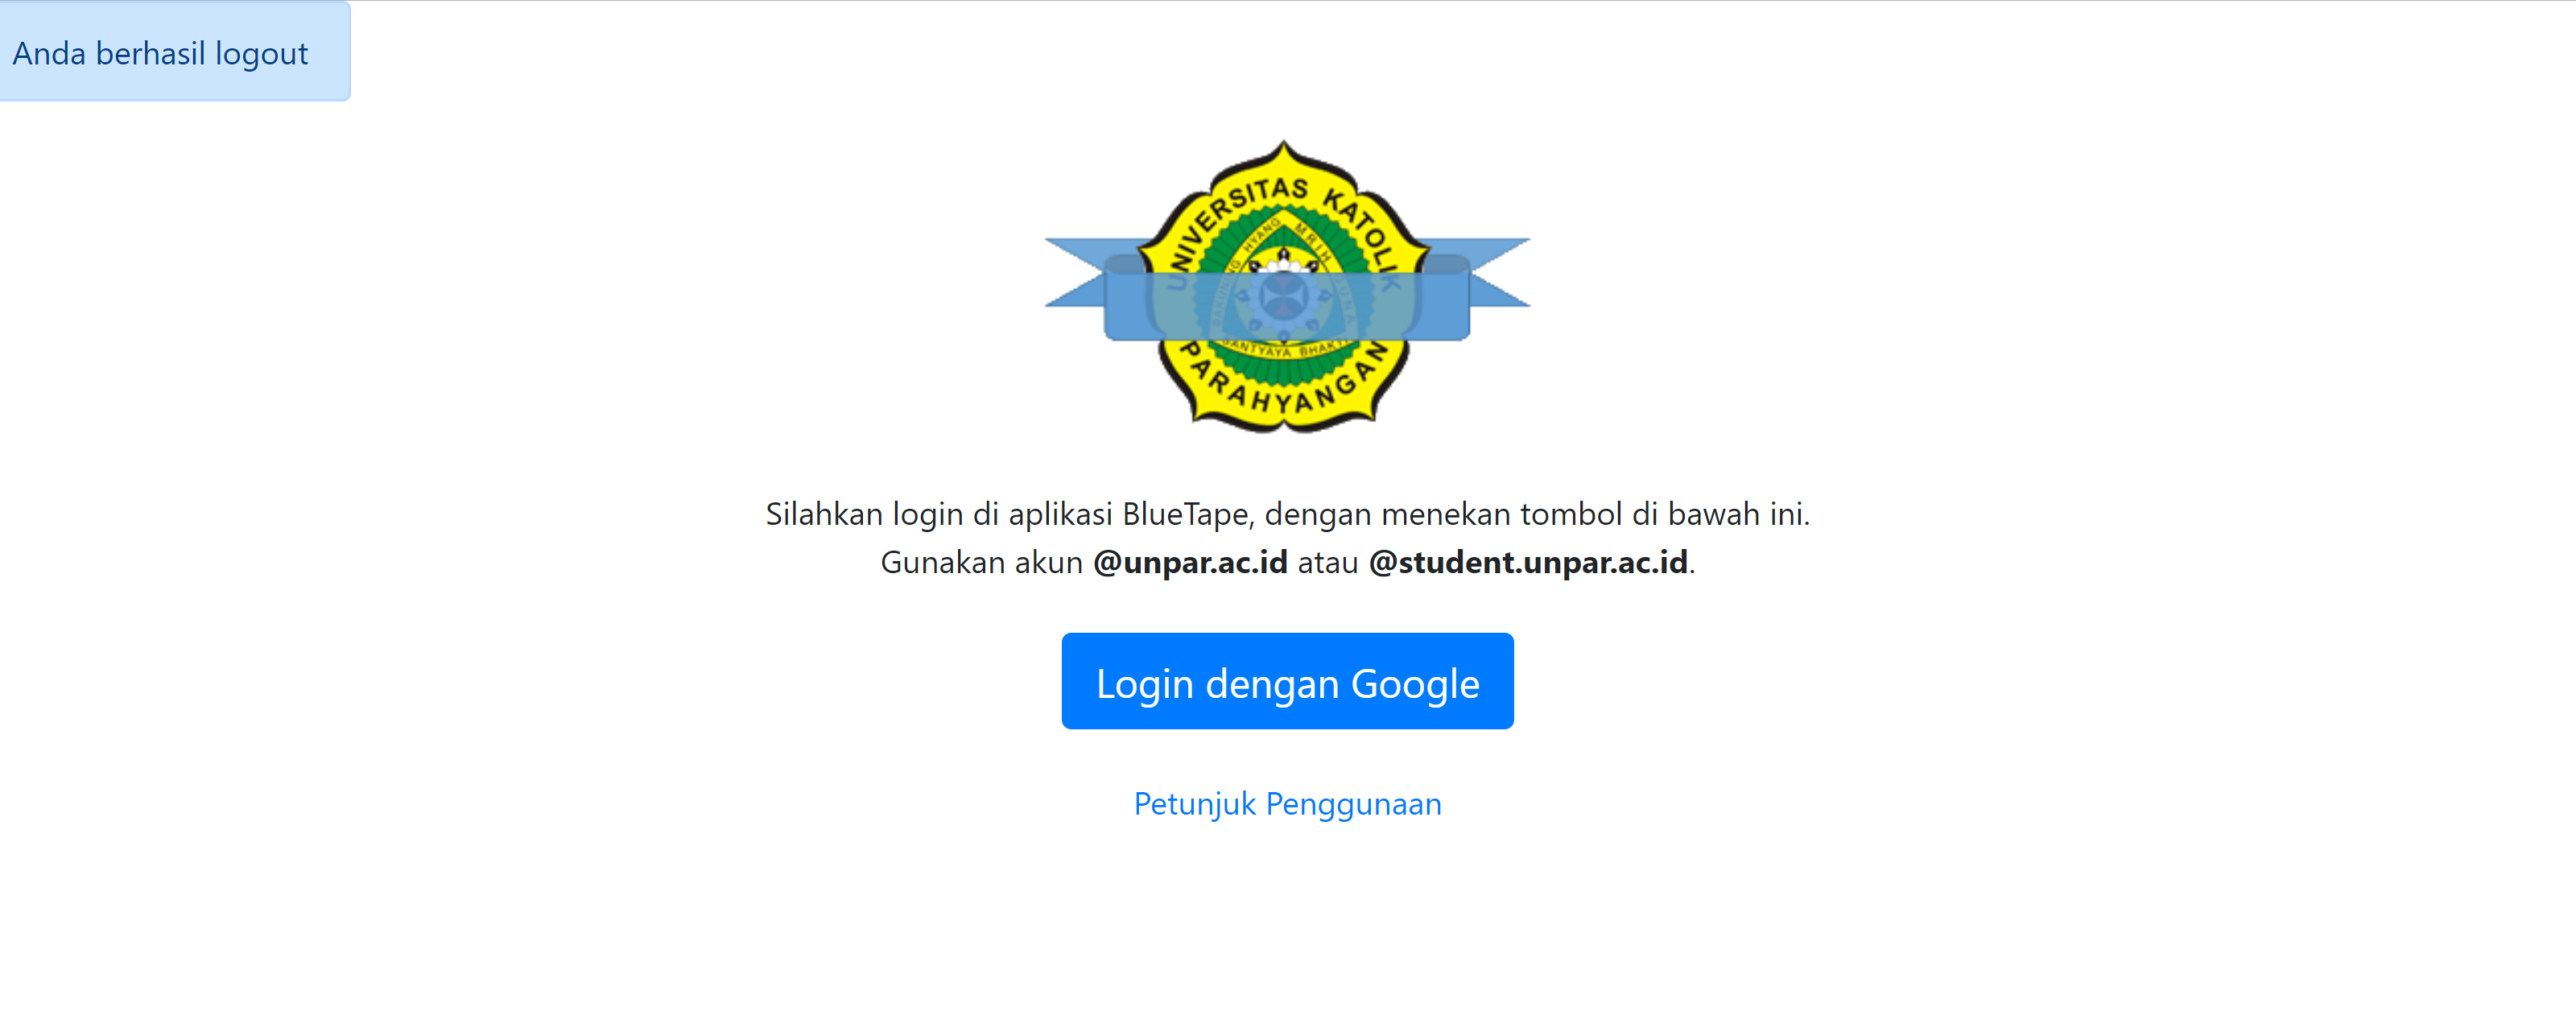 Anda berhasil logout
UNIVERSITAS KATOLIK
HYANG MRIH GUNA
SANTYAYA BHAKTI
PARAHYANGAN
Silahkan login di aplikasi BlueTape, dengan menekan tombol di bawah ini.
Gunakan akun @unpar.ac.id atau @student.unpar.ac.id.
Login dengan Google
Petunjuk Penggunaan